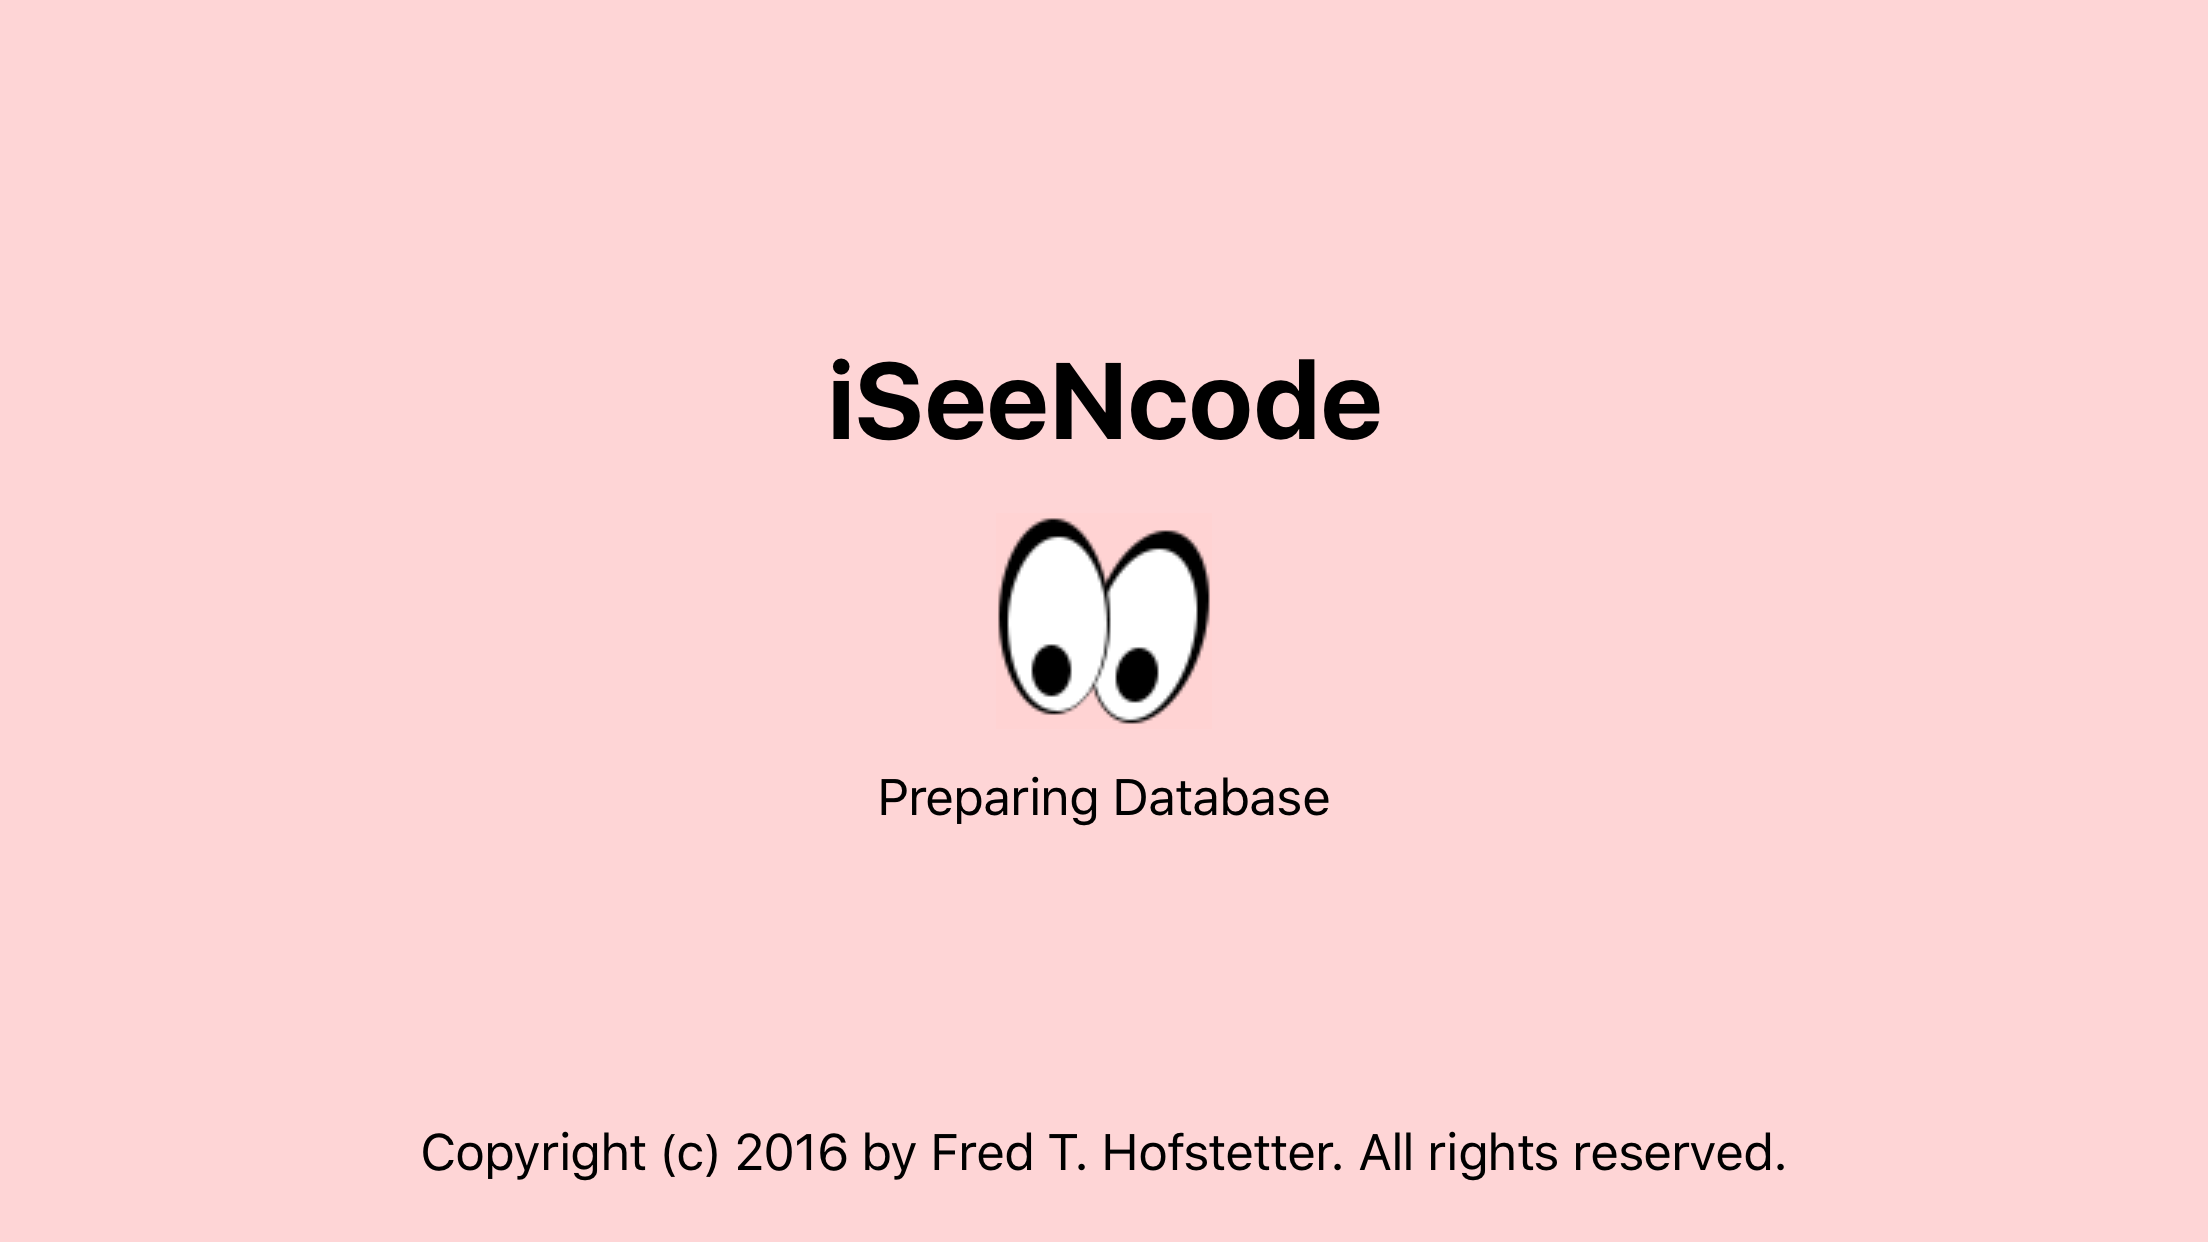 iSeeNcode
Preparing Database
Copyright (c) 2016 by Fred T. Hofstetter. All rights reserved.